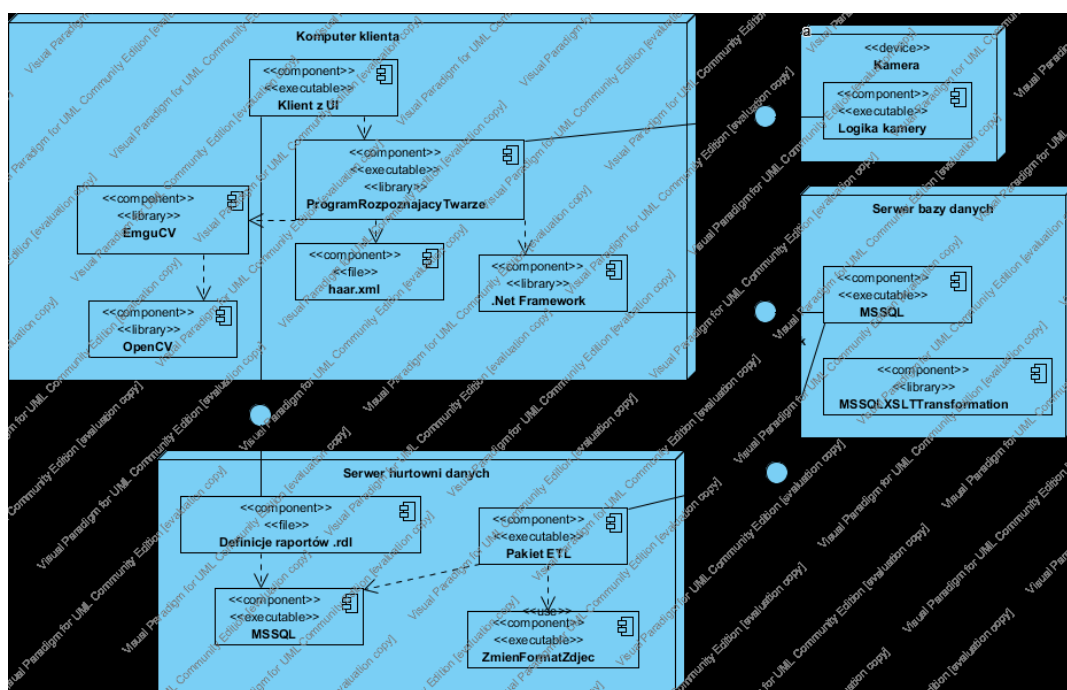 Komputer klienta
<<component>>
<<executable>>
Klient z UI
<<component>>
<<executable>>
<<library>>
ProgramRozpoznajacyTwarze
<<component>>
<<library>>
EmguCV
<<component>>
<<file>>
haar.xml
<<component>>
<<library>>
.Net Framework
<<component>>
<<library>>
OpenCV
a
<<device>>
Kamera
<<component>>
<<executable>>
Logika kamery
Serwer bazy danych
<<component>>
<<executable>>
MSSQL
<<component>>
<<library>>
MSSQLXSLTTransformation
Serwer hurtowni danych
<<component>>
<<file>>
Definicje raportów .rdl
<<component>>
<<executable>>
Pakiet ETL
<<component>>
<<executable>>
MSSQL
<<use>>
<<component>>
<<executable>>
ZmienFormatZdjec
Visual Paradigm for UML Community Edition [evaluation copy]